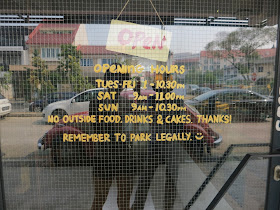 OPEN
OPENING HOURS
TUES-FRI 2-10.30PM
SAT 9AM-11.00PM
SUN 9AM-10.30PM
NO OUTSIDE FOOD, DRINKS & CAKES. THANKS!
REMEMBER TO PARK LEGALLY. ☺